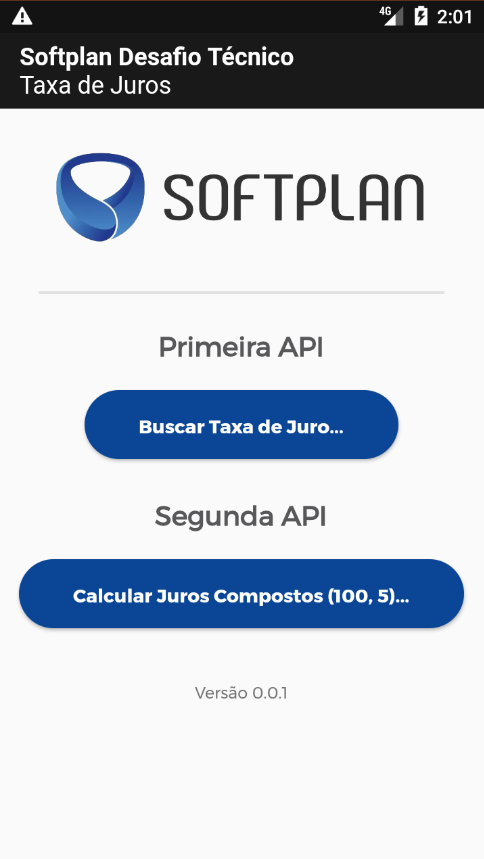 4G 2:01
Softplan Desafio Técnico
Taxa de Juros
SOFTPLAN
Primeira API
Buscar Taxa de Juro...
Segunda API
Calcular Juros Compostos (100, 5)...
Versão 0.0.1